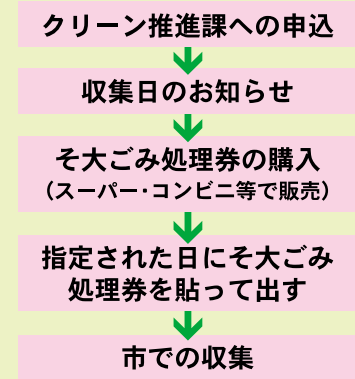 クリーン推進課への申込
収集日のお知らせ
そ大ごみ処理券の購入
（スーパー・コンビニ等で販売）
指定された日にそ大ごみ
処理券を貼って出す
市での収集